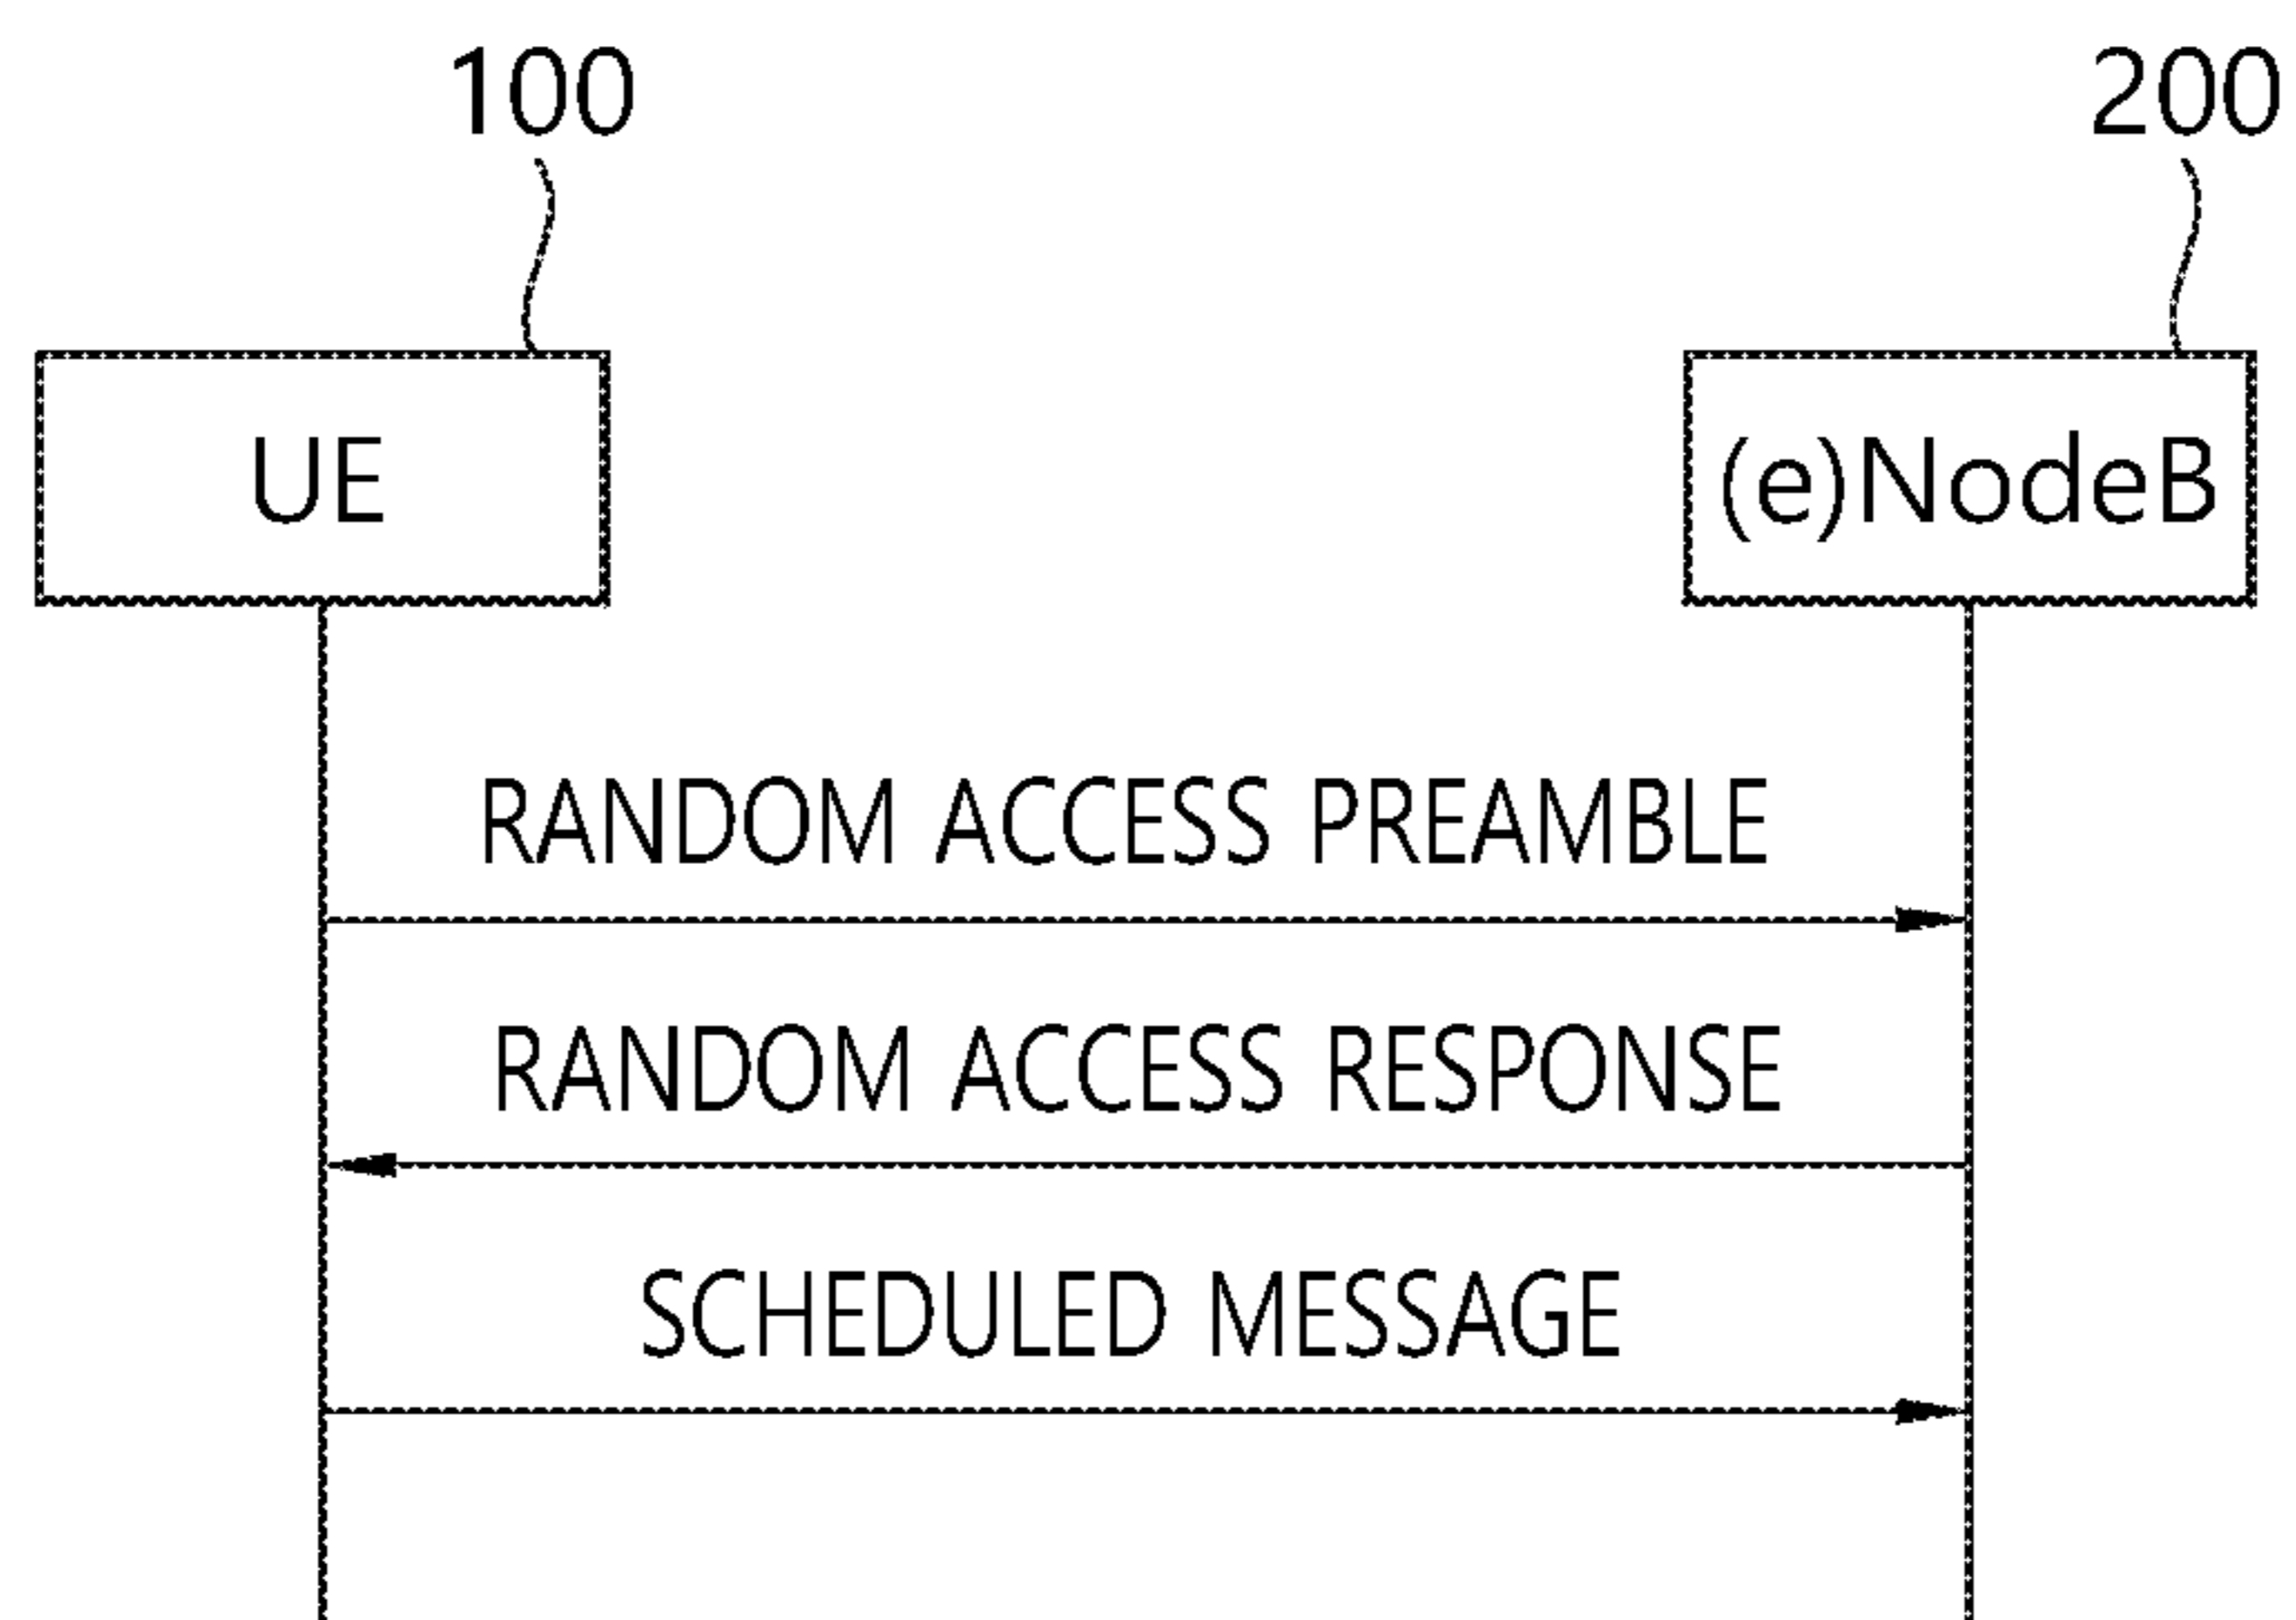 100
200
UE
(e)NodeB
RANDOM ACCESS PREAMBLE
RANDOM ACCESS RESPONSE
SCHEDULED MESSAGE